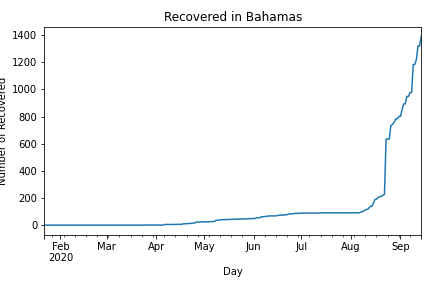 Recovered in Bahamas
1400
1200
1000
800
600
400
200
0
Number of Recovered
Feb Mar Apr May Jun Jul Aug Sep
2020
Day